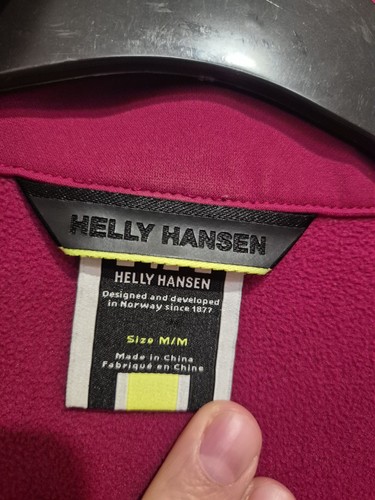 HELLY HANSEN
HELLY HANSEN
Designed and developed
in Norway since 1877
Size M/M
Made in China
Fabriqué en Chine